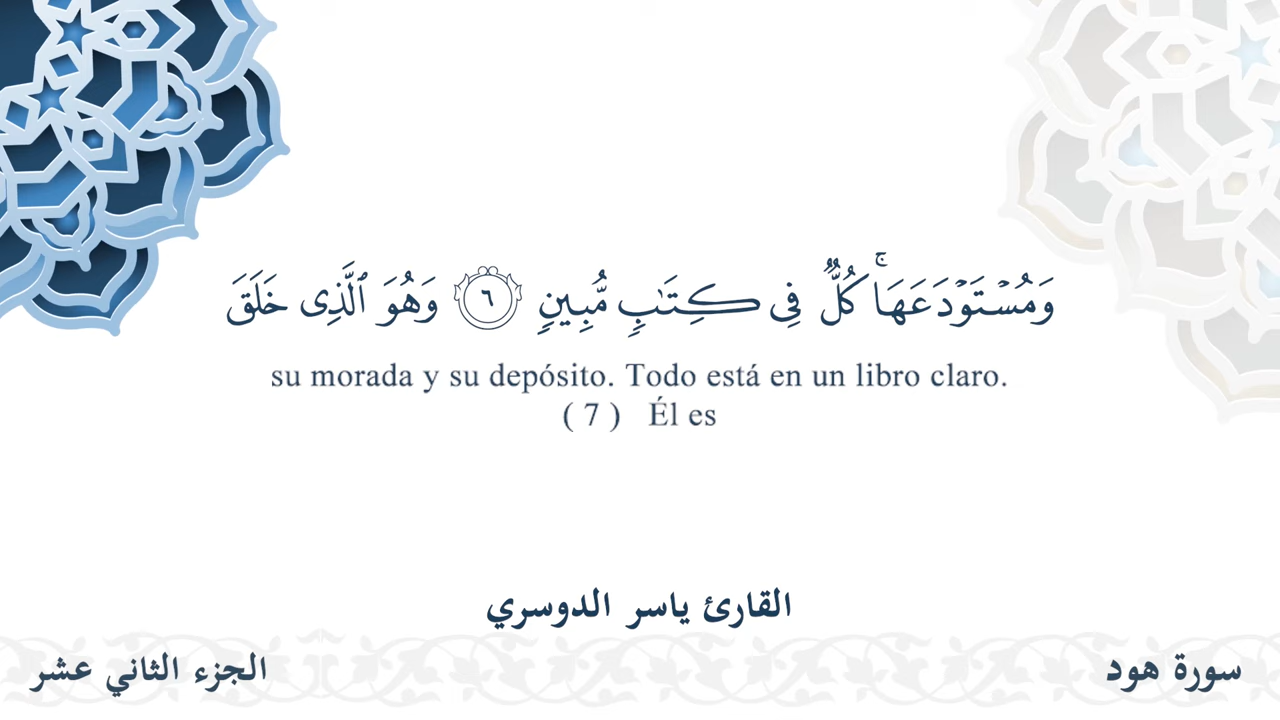 وَمُسْتَوْدَعَهَا ۚ كُلٌّ فِى كِتَٰبٍ مُّبِينٍ ٦ وَهُوَ ٱلَّذِى خَلَقَ
su morada y su depósito. Todo está en un libro claro.
( 7 ) Él es
القارئ ياسر الدوسري
سورة هود
الجزء الثاني عشر